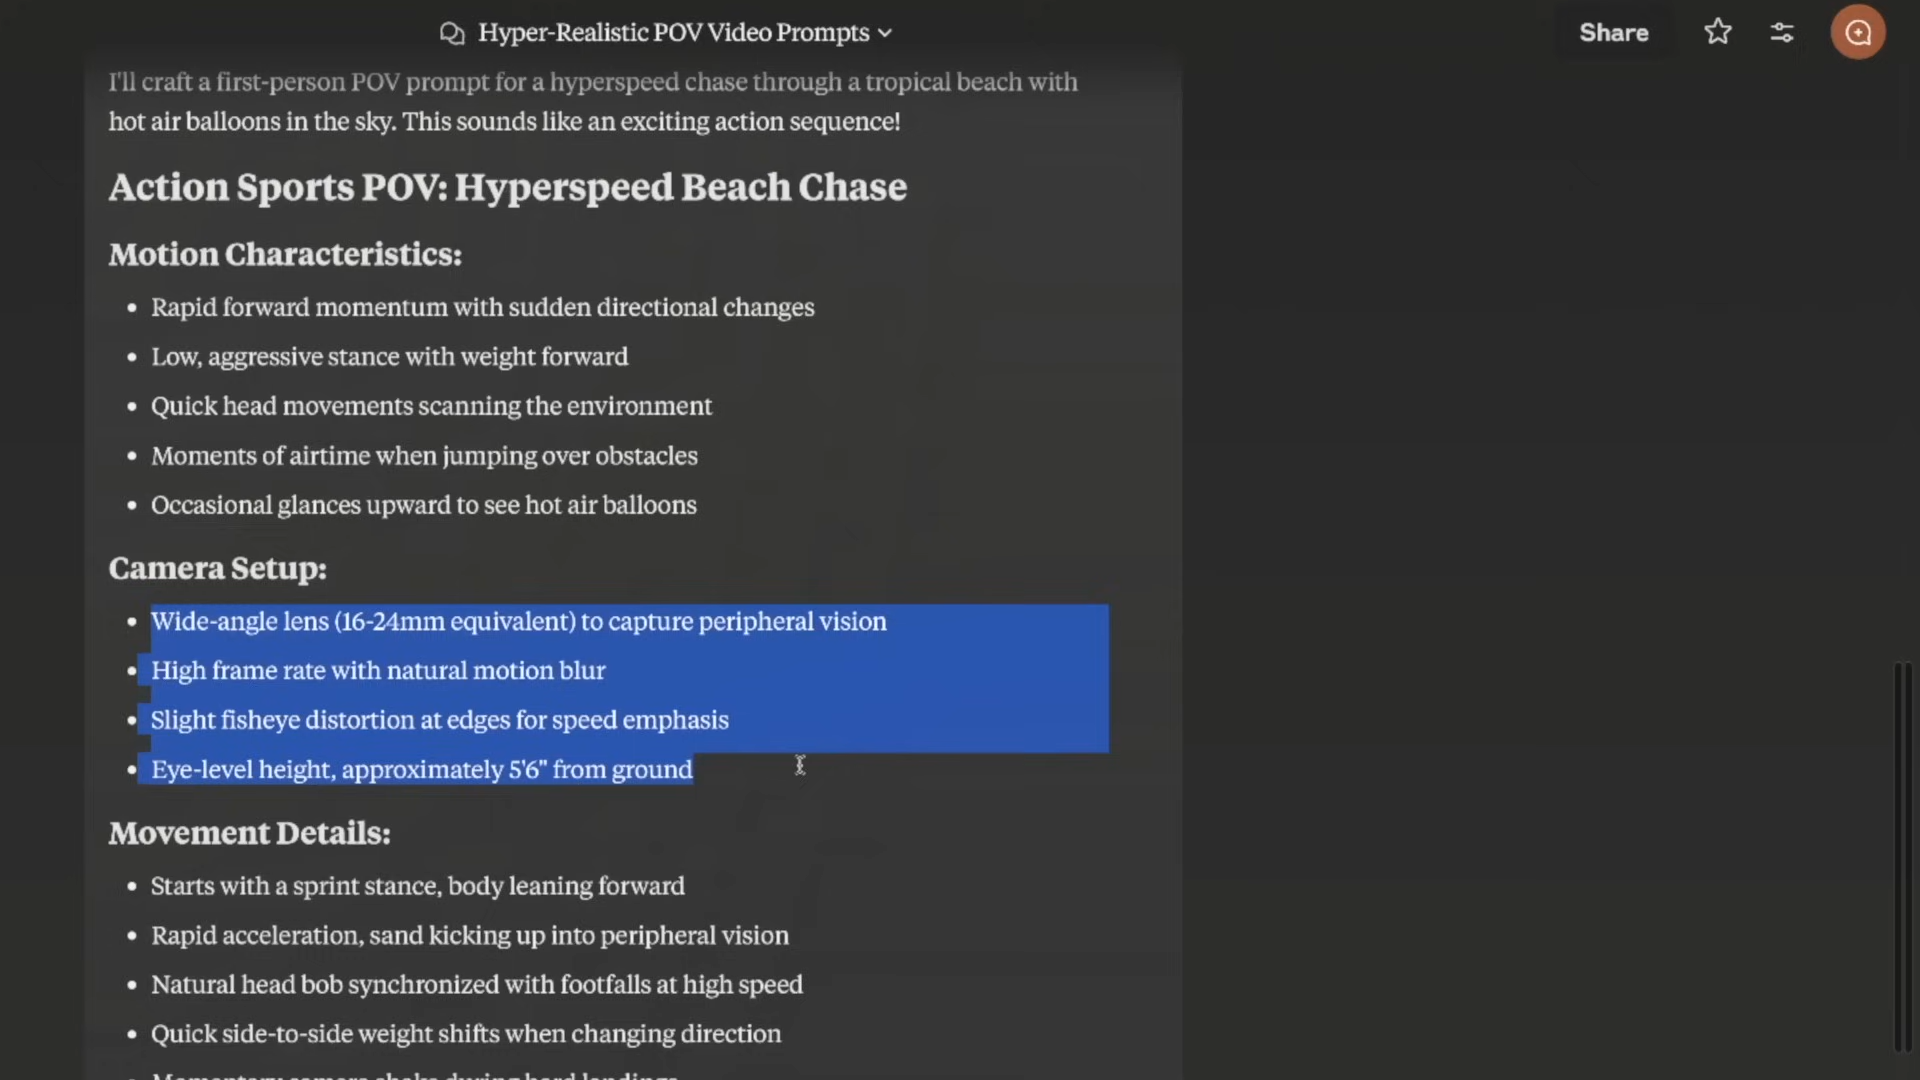 Hyper-Realistic POV Video Prompts
Share
I'll craft a first-person POV prompt for a hyperspeed chase through a tropical beach with
hot air balloons in the sky. This sounds like an exciting action sequence!
Action Sports POV: Hyperspeed Beach Chase
Motion Characteristics:
• Rapid forward momentum with sudden directional changes
• Low, aggressive stance with weight forward
• Quick head movements scanning the environment
• Moments of airtime when jumping over obstacles
• Occasional glances upward to see hot air balloons
Camera Setup:
• Wide-angle lens (16-24mm equivalent) to capture peripheral vision
• High frame rate with natural motion blur
• Slight fisheye distortion at edges for speed emphasis
• Eye-level height, approximately 5'6" from ground
Movement Details:
• Starts with a sprint stance, body leaning forward
• Rapid acceleration, sand kicking up into peripheral vision
• Natural head bob synchronized with footfalls at high speed
• Quick side-to-side weight shifts when changing direction
• Momentary camera shake during hard landings